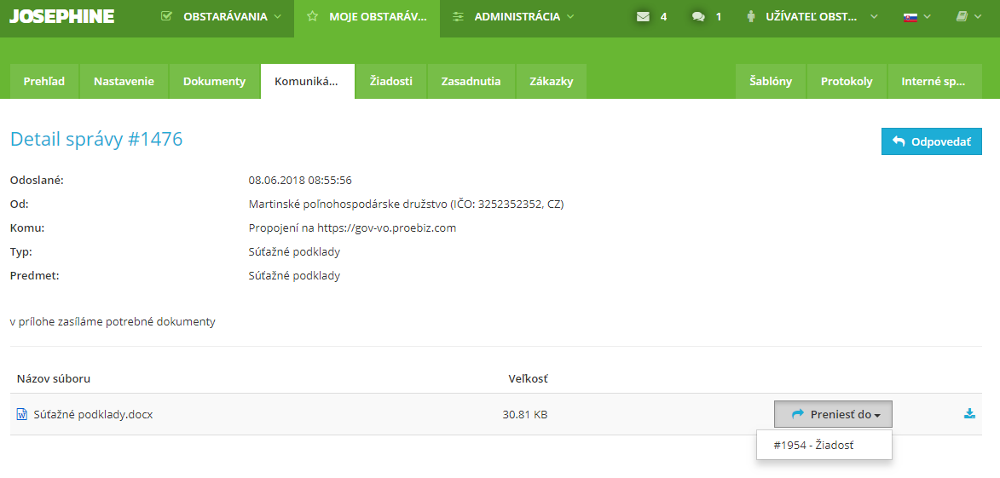 JOSEPHINE OBSTARÁVANIA MOJE OBSTARÁV... ADMINISTRÁCIA 4 1 UŽÍVATEĽ OBST...
Prehľad Nastavenie Dokumenty Komuniká... Žiadosti Zasadnutia Zákazky Šablóny Protokoly Interné sp...
Detail správy #1476 Odpovedať
Odoslané: 08.06.2018 08:55:56
Od: Martinské poľnohospodárske družstvo (IČO: 3252352352, CZ)
Komu: Propojení na https://gov-vo.proebiz.com
Typ: Súťažné podklady
Predmet: Súťažné podklady
v prílohe zasíláme potrebné dokumenty
Názov súboru Veľkosť
Súťažné podklady.docx 30.81 KB Preniesť do
#1954 - Žiadosť